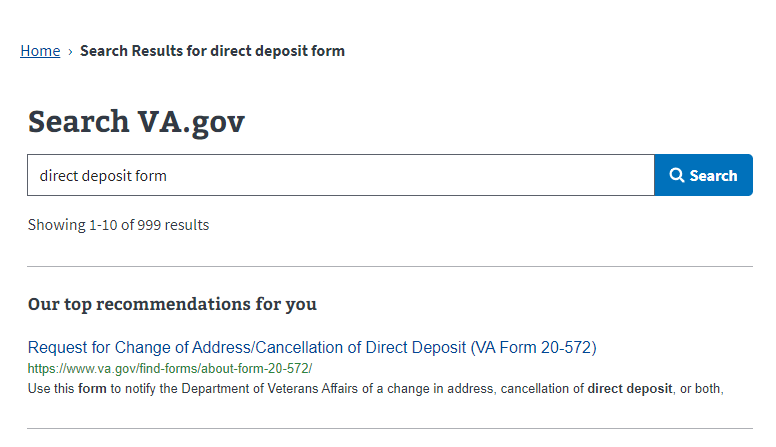 Home › Search Results for direct deposit form
Search VA.gov
direct deposit form
Search
Showing 1-10 of 999 results
Our top recommendations for you
Request for Change of Address/Cancellation of Direct Deposit (VA Form 20-572)
https://www.va.gov/find-forms/about-form-20-572/
Use this form to notify the Department of Veterans Affairs of a change in address, cancellation of direct deposit, or both,